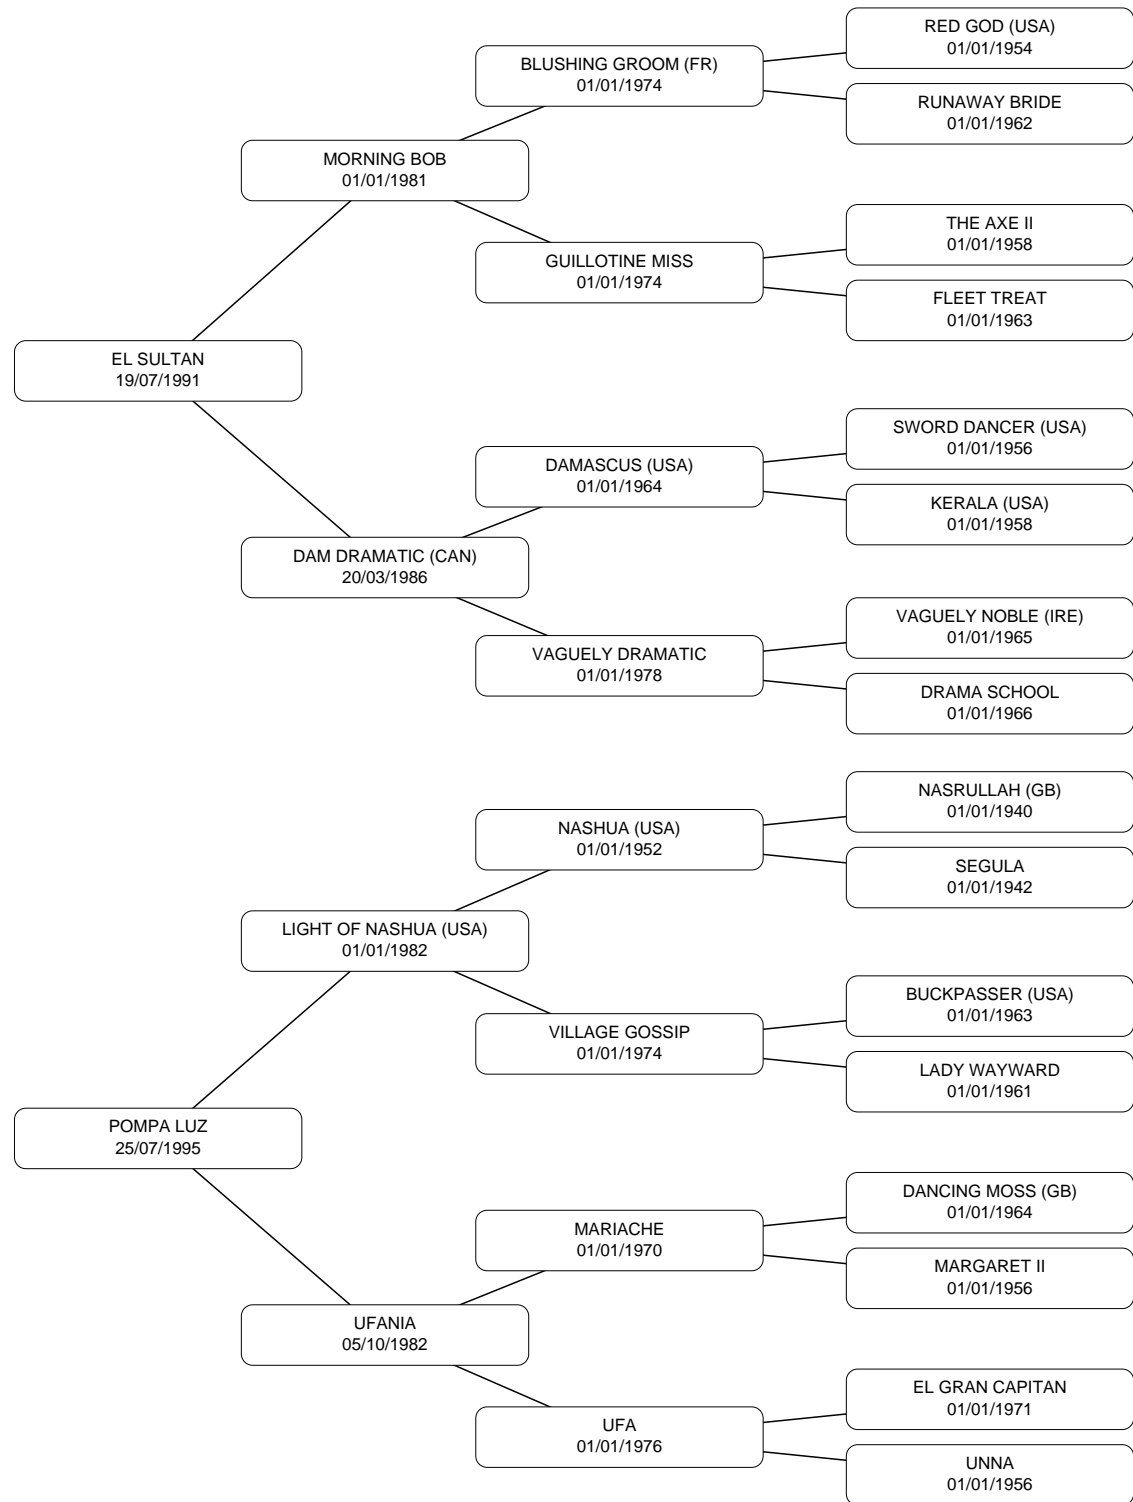 RED GOD (USA)
01/01/1954
BLUSHING GROOM (FR)
01/01/1974
RUNAWAY BRIDE
01/01/1962
MORNING BOB
01/01/1981
THE AXE II
01/01/1958
GUILLOTINE MISS
01/01/1974
FLEET TREAT
01/01/1963
EL SULTAN
19/07/1991
SWORD DANCER (USA)
01/01/1956
DAMASCUS (USA)
01/01/1964
KERALA (USA)
01/01/1958
DAM DRAMATIC (CAN)
20/03/1986
VAGUELY NOBLE (IRE)
01/01/1965
VAGUELY DRAMATIC
01/01/1978
DRAMA SCHOOL
01/01/1966
NASRULLAH (GB)
01/01/1940
NASHUA (USA)
01/01/1952
SEGULA
01/01/1942
LIGHT OF NASHUA (USA)
01/01/1982
BUCKPASSER (USA)
01/01/1963
VILLAGE GOSSIP
01/01/1974
LADY WAYWARD
01/01/1961
POMPA LUZ
25/07/1995
DANCING MOSS (GB)
01/01/1964
MARIACHE
01/01/1970
MARGARET II
01/01/1956
UFANIA
05/10/1982
EL GRAN CAPITAN
01/01/1971
UFA
01/01/1976
UNNA
01/01/1956